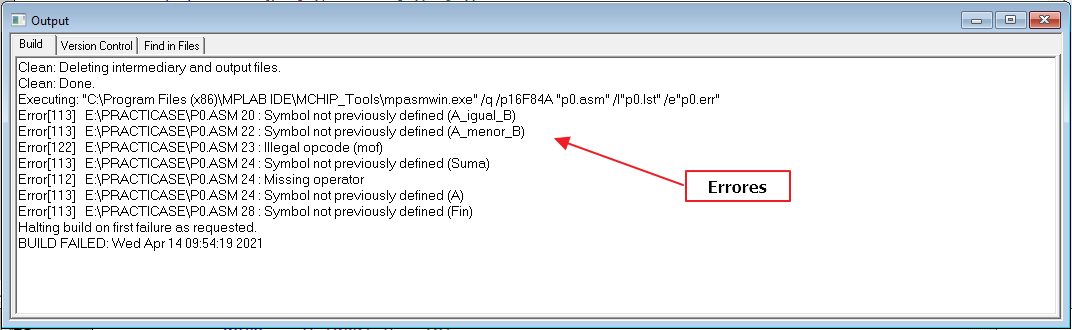 Output
Build Version Control Find in Files
Clean: Deleting intermediary and output files.
Clean: Done.
Executing: "C:\Program Files (x86)\MPLAB IDE\MCHIP_Tools\mpasmwin.exe" /q /p16F84A "p0.asm" /l"p0.lst" /e"p0.err"
Error[113] E:\PRACTICASE\P0.ASM 20 : Symbol not previously defined (A_igual_B)
Error[113] E:\PRACTICASE\P0.ASM 22 : Symbol not previously defined (A_menor_B)
Error[122] E:\PRACTICASE\P0.ASM 23 : Illegal opcode (mof)
Error[113] E:\PRACTICASE\P0.ASM 24 : Symbol not previously defined (Suma)
Error[112] E:\PRACTICASE\P0.ASM 24 : Missing operator
Error[113] E:\PRACTICASE\P0.ASM 24 : Symbol not previously defined (A)
Error[113] E:\PRACTICASE\P0.ASM 28 : Symbol not previously defined (Fin)
Halting build on first failure as requested.
BUILD FAILED: Wed Apr 14 09:54:19 2021
Errores